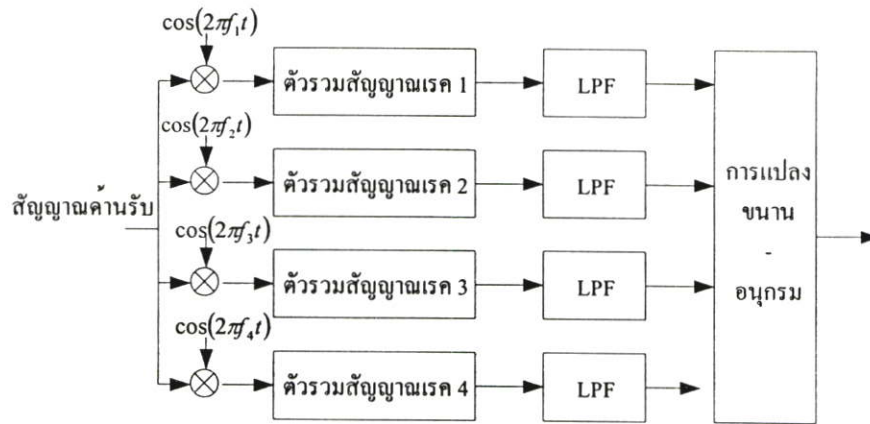 cos(2πf₁t)
ตัวรวมสัญญาณเรค 1
LPF
cos(2πf₂t)
ตัวรวมสัญญาณเรค 2
LPF
การแปลง
ขนาน
-
อนุกรม
สัญญาณด้านรับ
cos(2πf₃t)
ตัวรวมสัญญาณเรค 3
LPF
cos(2πf₄t)
ตัวรวมสัญญาณเรค 4
LPF